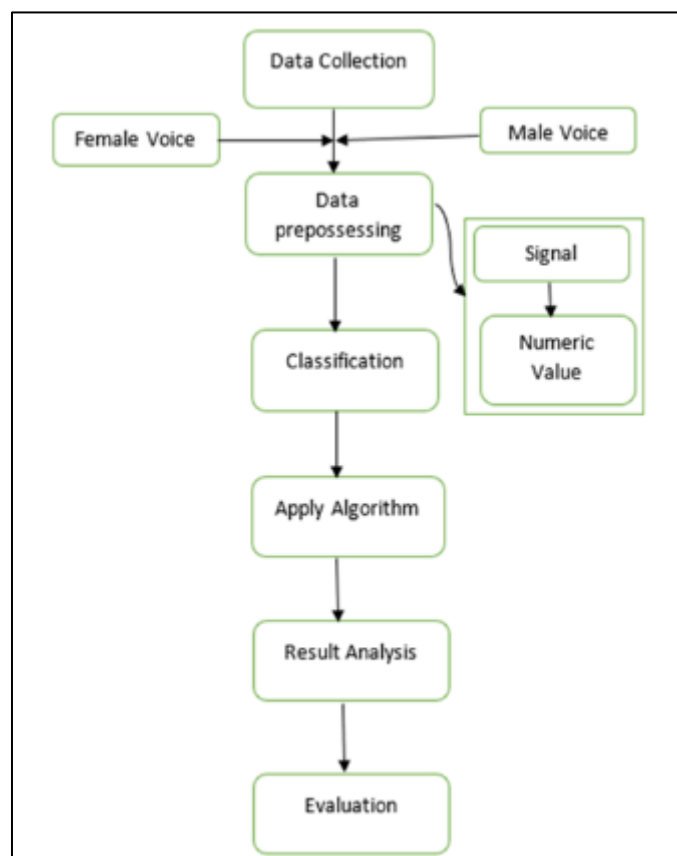 Data Collection
Female Voice
Male Voice
Data
prepossessing
Signal
Numeric
Value
Classification
Apply Algorithm
Result Analysis
Evaluation